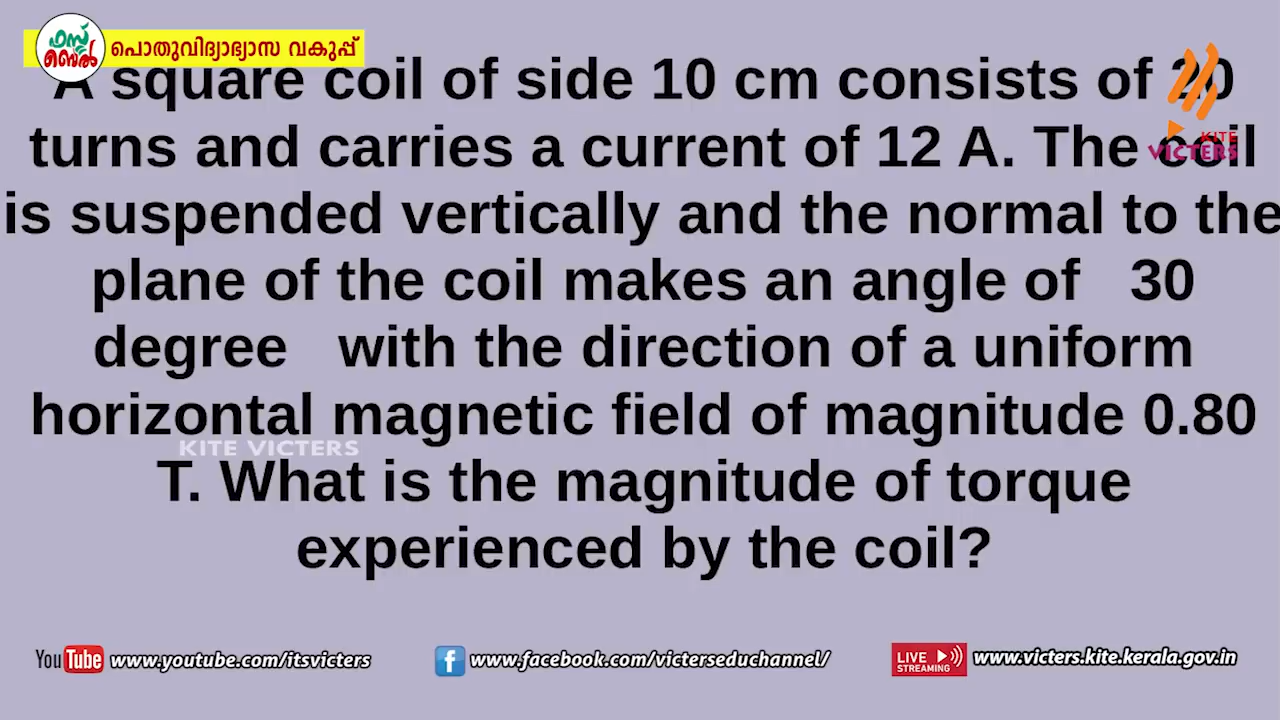 ഫസ്റ്റ്
ബെൽ
പൊതുവിദ്യാഭ്യാസ വകുപ്പ്
A square coil of side 10 cm consists of 20
turns and carries a current of 12 A. The coil
is suspended vertically and the normal to the
plane of the coil makes an angle of 30
degree with the direction of a uniform
horizontal magnetic field of magnitude 0.80
T. What is the magnitude of torque
experienced by the coil?
KITE
VICTERS
KITE VICTERS
YouTube www.youtube.com/itsvicters
f www.facebook.com/victerseduchannel/
LIVE
STREAMING
www.victers.kite.kerala.gov.in